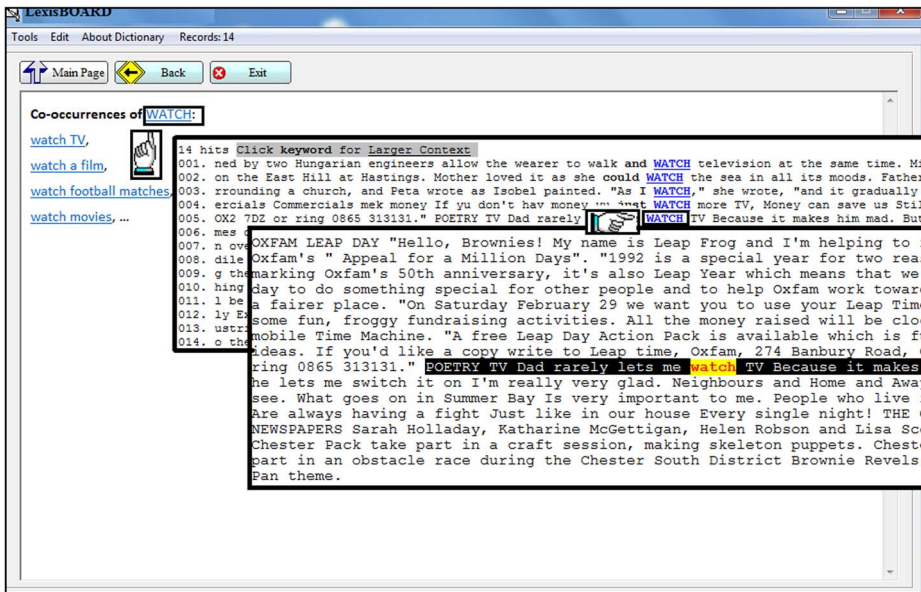 LexisBOARD
Tools Edit About Dictionary Records: 14
Main Page Back Exit
Co-occurrences of WATCH:
watch TV,
watch a film,
watch football matches,
watch movies, ...
14 hits Click keyword for Larger Context
001. ned by two Hungarian engineers allow the wearer to walk and WATCH television at the same time. Mi
002. on the East Hill at Hastings. Mother loved it as she could WATCH the sea in all its moods. Father
003. rrounding a church, and Peta wrote as Isobel painted. "As I WATCH," she wrote, "and it gradually
004. ercials Commercials mek money If yu don't hav money WATCH more TV, Money can save us Stil
005. OX2 7DZ or ring 0865 313131." POETRY TV Dad rarely WATCH TV Because it makes him mad. But
006. mes
007. n ove
008. dile
009. g the
010. hing
011. l be
012. ly E
013. ustri
014. o the
OXFAM LEAP DAY "Hello, Brownies! My name is Leap Frog and I'm helping to
Oxfam's " Appeal for a Million Days". "1992 is a special year for two rea
marking Oxfam's 50th anniversary, it's also Leap Year which means that we
day to do something special for other people and to help Oxfam work towar
a fairer place. "On Saturday February 29 we want you to use your Leap Tim
some fun, froggy fundraising activities. All the money raised will be clo
mobile Time Machine. "A free Leap Day Action Pack is available which is f
ideas. If you'd like a copy write to Leap time, Oxfam, 274 Banbury Road,
ring 0865 313131." POETRY TV Dad rarely lets me watch TV Because it makes
he lets me switch it on I'm really very glad. Neighbours and Home and Awa
see. What goes on in Summer Bay Is very important to me. People who live
Are always having a fight Just like in our house Every single night! THE
NEWSPAPERS Sarah Holladay, Katharine McGettigan, Helen Robson and Lisa Sc
Chester Pack take part in a craft session, making skeleton puppets. Chest
part in an obstacle race during the Chester South District Brownie Revels
Pan theme.